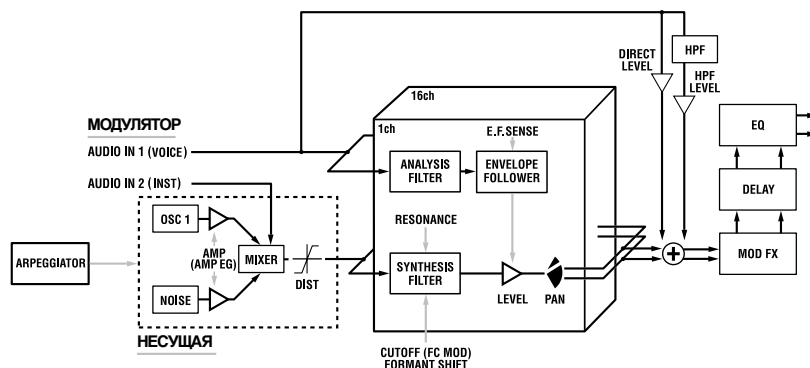 HPF
DIRECT
LEVEL
HPF
LEVEL
16ch
1ch
МОДУЛЯТОР
AUDIO IN 1 (VOICE)
E.F.SENSE
ANALYSIS
FILTER
ENVELOPE
FOLLOWER
EQ
AUDIO IN 2 (INST)
DELAY
OSC 1
RESONANCE
AMP
(AMP EG)
MIXER
ARPEGGIATOR
DIST
SYNTHESIS
FILTER
MOD FX
NOISE
LEVEL
PAN
НЕСУЩАЯ
CUTOFF (FC MOD)
FORMANT SHIFT